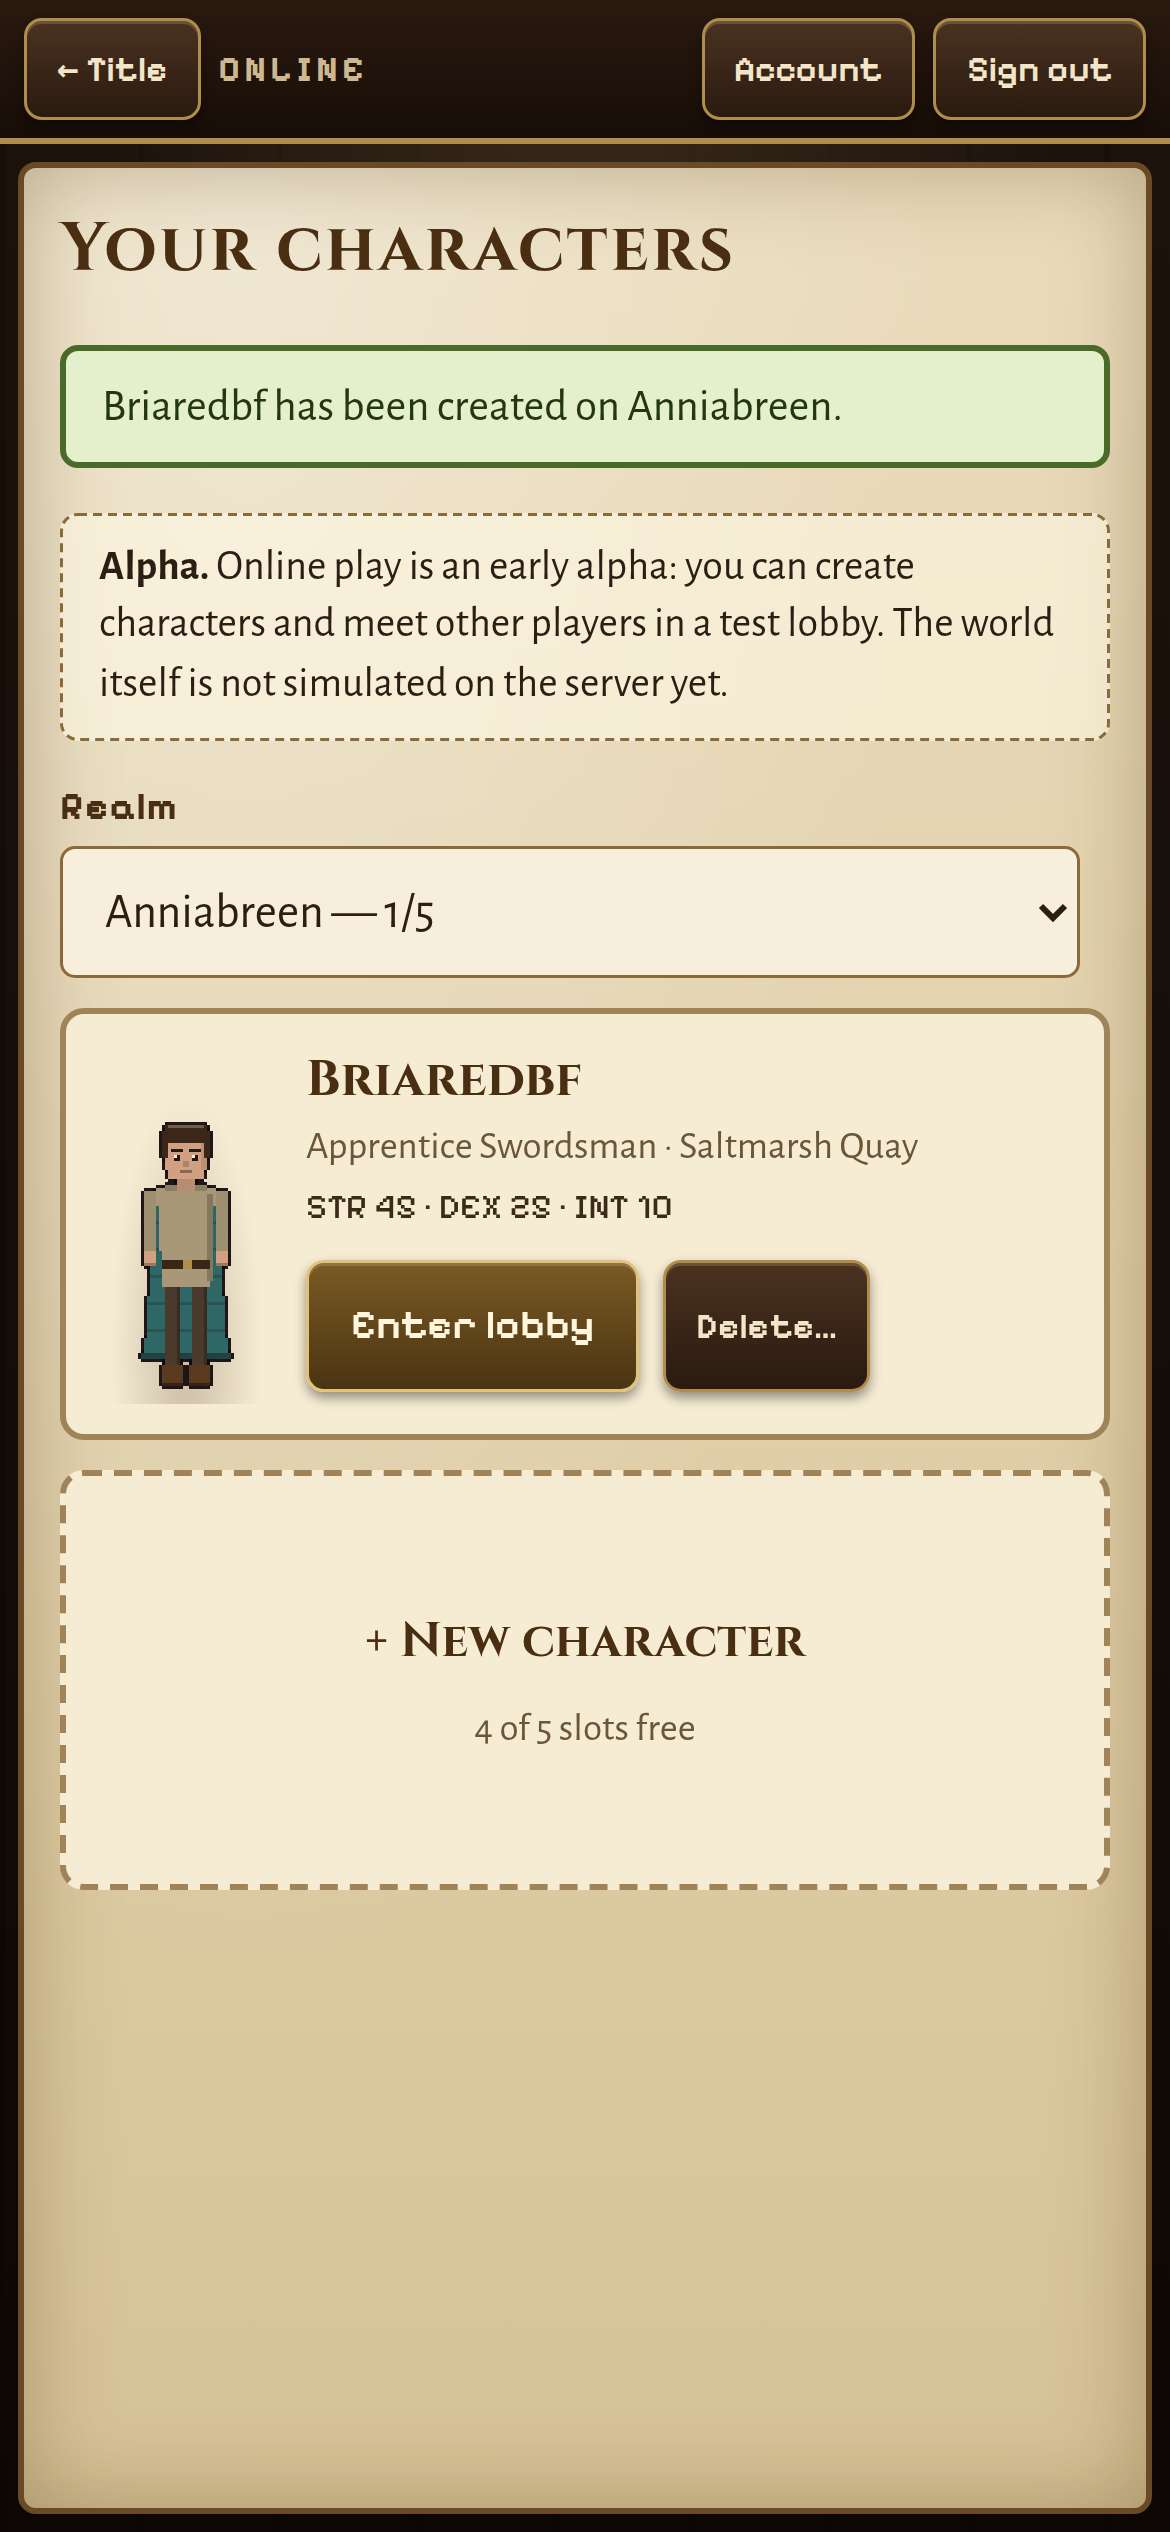 ← Title
ONLINE
Account
Sign out
Your characters
Briaredbf has been created on Anniabreen.
Alpha. Online play is an early alpha: you can create
characters and meet other players in a test lobby. The world
itself is not simulated on the server yet.
Realm
Anniabreen — 1/5
Briaredbf
Apprentice Swordsman · Saltmarsh Quay
STR 45 · DEX 25 · INT 10
Enter lobby
Delete…
+ New character
4 of 5 slots free